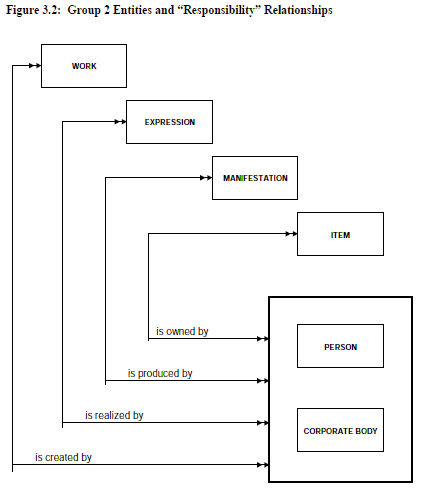 Figure 3.2: Group 2 Entities and “Responsibility” Relationships
WORK
EXPRESSION
MANIFESTATION
ITEM
is owned by
PERSON
is produced by
is realized by
CORPORATE BODY
is created by